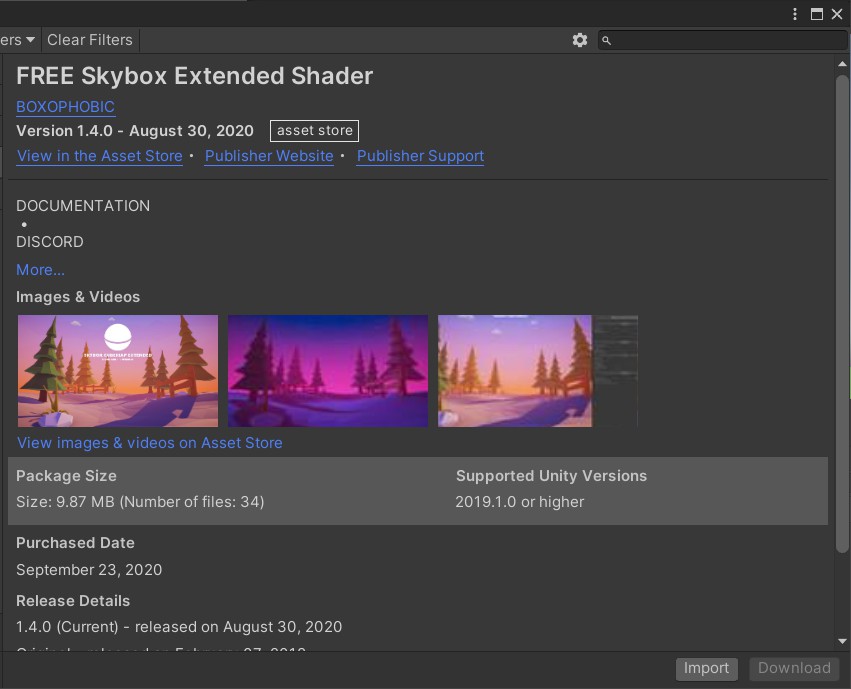 ers
Clear Filters
FREE Skybox Extended Shader
BOXOPHOBIC
Version 1.4.0 - August 30, 2020 asset store
View in the Asset Store • Publisher Website • Publisher Support
DOCUMENTATION
•
DISCORD
More...
Images & Videos
View images & videos on Asset Store
Package Size Supported Unity Versions
Size: 9.87 MB (Number of files: 34) 2019.1.0 or higher
Purchased Date
September 23, 2020
Release Details
1.4.0 (Current) - released on August 30, 2020
Import Download